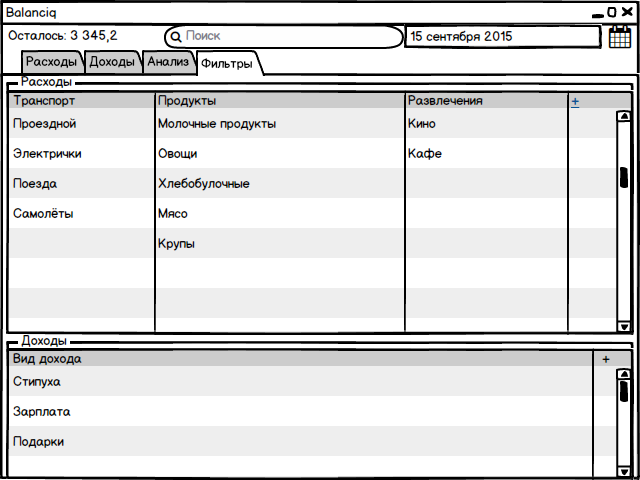 Balanciq
Осталось: 3 345,2 Поиск 15 сентября 2015
Расходы Доходы Анализ Фильтры
Расходы
Транспорт Продукты Развлечения +
Проездной Молочные продукты Кино
Электрички Овощи Кафе
Поезда Хлебобулочные
Самолёты Мясо
Крупы
Доходы
Вид дохода +
Стипуха
Зарплата
Подарки